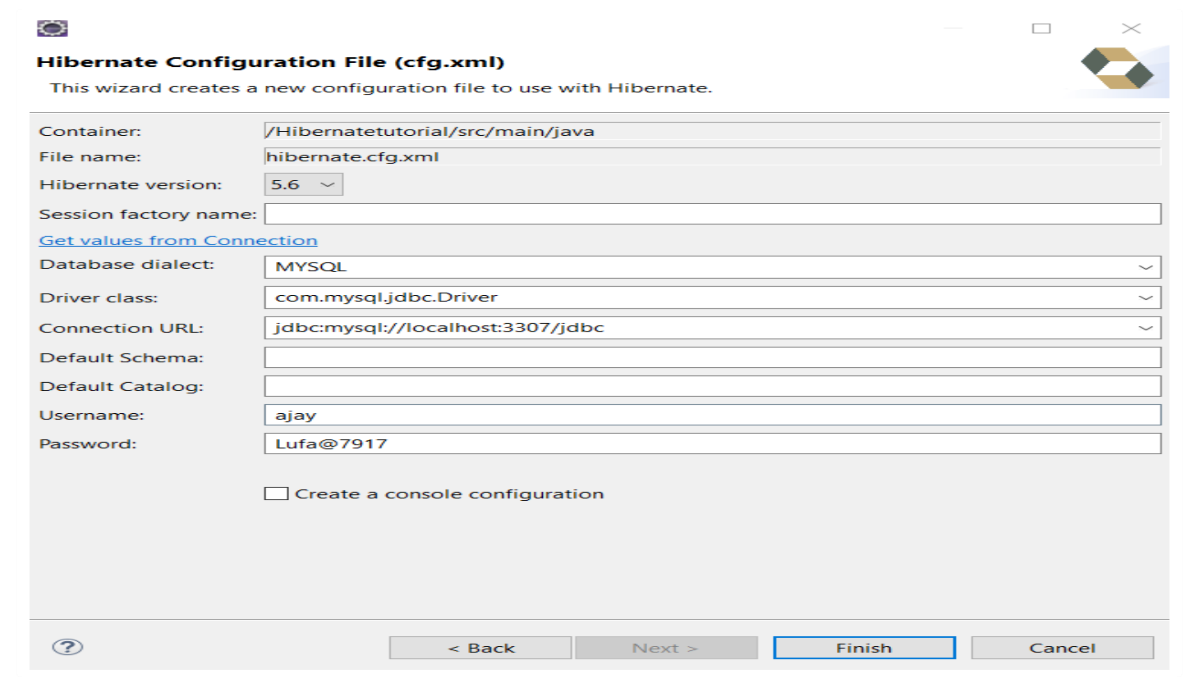 Hibernate Configuration File (cfg.xml)
This wizard creates a new configuration file to use with Hibernate.
Container: /Hibernatetutorial/src/main/java
File name: hibernate.cfg.xml
Hibernate version: 5.6
Session factory name:
Get values from Connection
Database dialect: MYSQL
Driver class: com.mysql.jdbc.Driver
Connection URL: jdbc:mysql://localhost:3307/jdbc
Default Schema:
Default Catalog:
Username: ajay
Password: Lufa@7917
Create a console configuration
? < Back Next > Finish Cancel